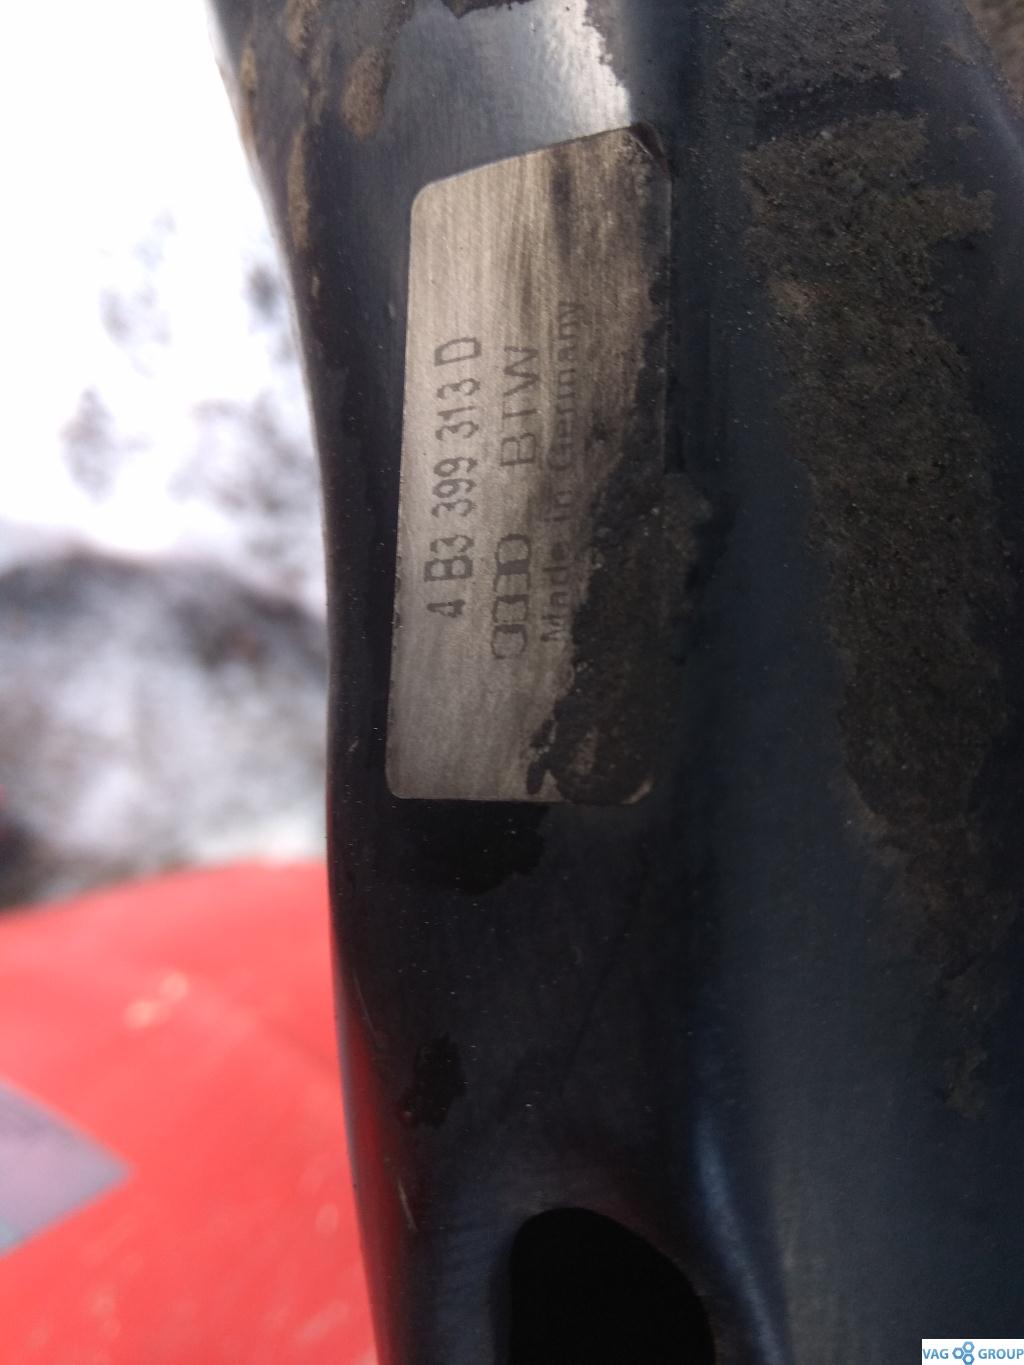 4 B3 399 313 D
BTW
Made in Germany
VAG GROUP